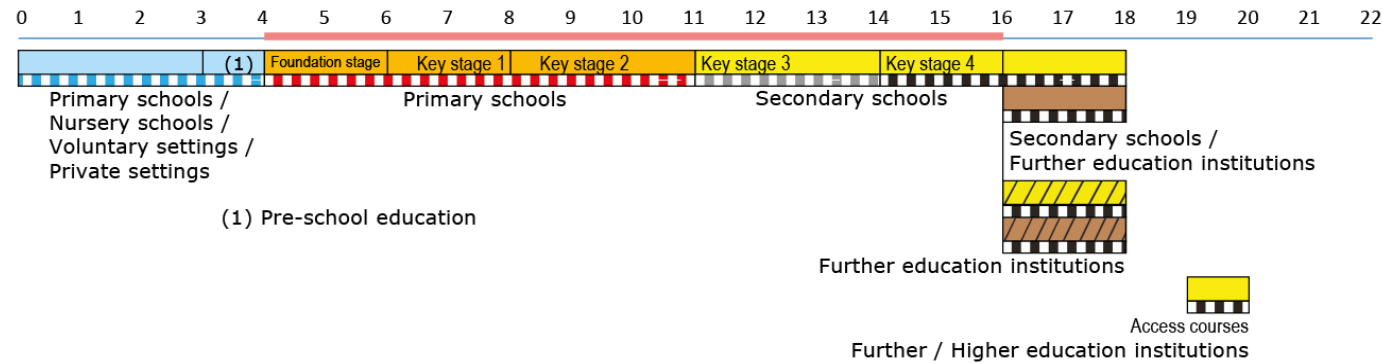 0 1 2 3 4 5 6 7 8 9 10 11 12 13 14 15 16 17 18 19 20 21 22
(1) Foundation stage Key stage 1 Key stage 2 Key stage 3 Key stage 4
Primary schools /
Nursery schools /
Voluntary settings /
Private settings
Primary schools
Secondary schools
Secondary schools /
Further education institutions
(1) Pre-school education
Further education institutions
Access courses
Further / Higher education institutions